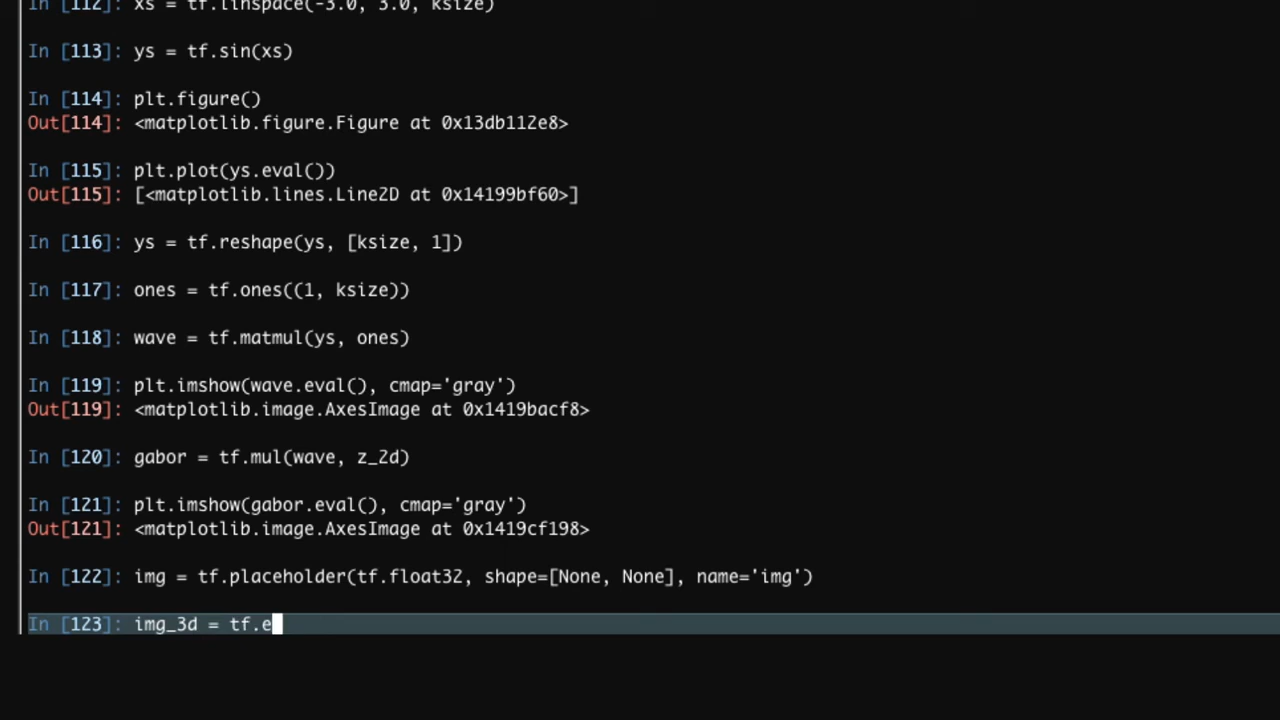 In [112]: xs = tf.linspace(-3.0, 3.0, ksize)
In [113]: ys = tf.sin(xs)
In [114]: plt.figure()
Out[114]: <matplotlib.figure.Figure at 0x13db112e8>
In [115]: plt.plot(ys.eval())
Out[115]: [<matplotlib.lines.Line2D at 0x14199bf60>]
In [116]: ys = tf.reshape(ys, [ksize, 1])
In [117]: ones = tf.ones((1, ksize))
In [118]: wave = tf.matmul(ys, ones)
In [119]: plt.imshow(wave.eval(), cmap='gray')
Out[119]: <matplotlib.image.AxesImage at 0x1419bacf8>
In [120]: gabor = tf.mul(wave, z_2d)
In [121]: plt.imshow(gabor.eval(), cmap='gray')
Out[121]: <matplotlib.image.AxesImage at 0x1419cf198>
In [122]: img = tf.placeholder(tf.float32, shape=[None, None], name='img')
In [123]: img_3d = tf.e